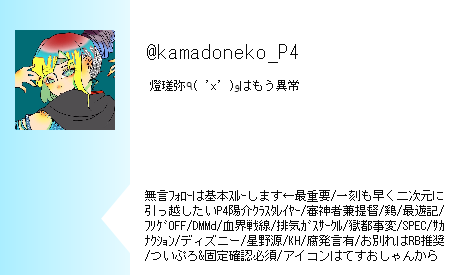 @kamadoneko_P4
燈瑳弥٩( 'x' )و はもう異常
無言ﾌｫﾛｰは基本ｽﾙｰします←最重要/一刻も早く二次元に
引っ越したいP4陽介ｸﾗｽﾀ/ﾚｲﾔｰ/審神者兼提督/鶏/最遊記/
ﾌﾘｹﾞOFF/DMMd/血界戦線/排気ｶﾞｽｻｰｸﾙ/獄都事変/SPEC/ｻｶ
ﾅｸｼｮﾝ/ディズニー/星野源/KH/腐発言有/お別れはRB推奨
/ついぷろ&固定確認必須/アイコンはてすおしゃんから